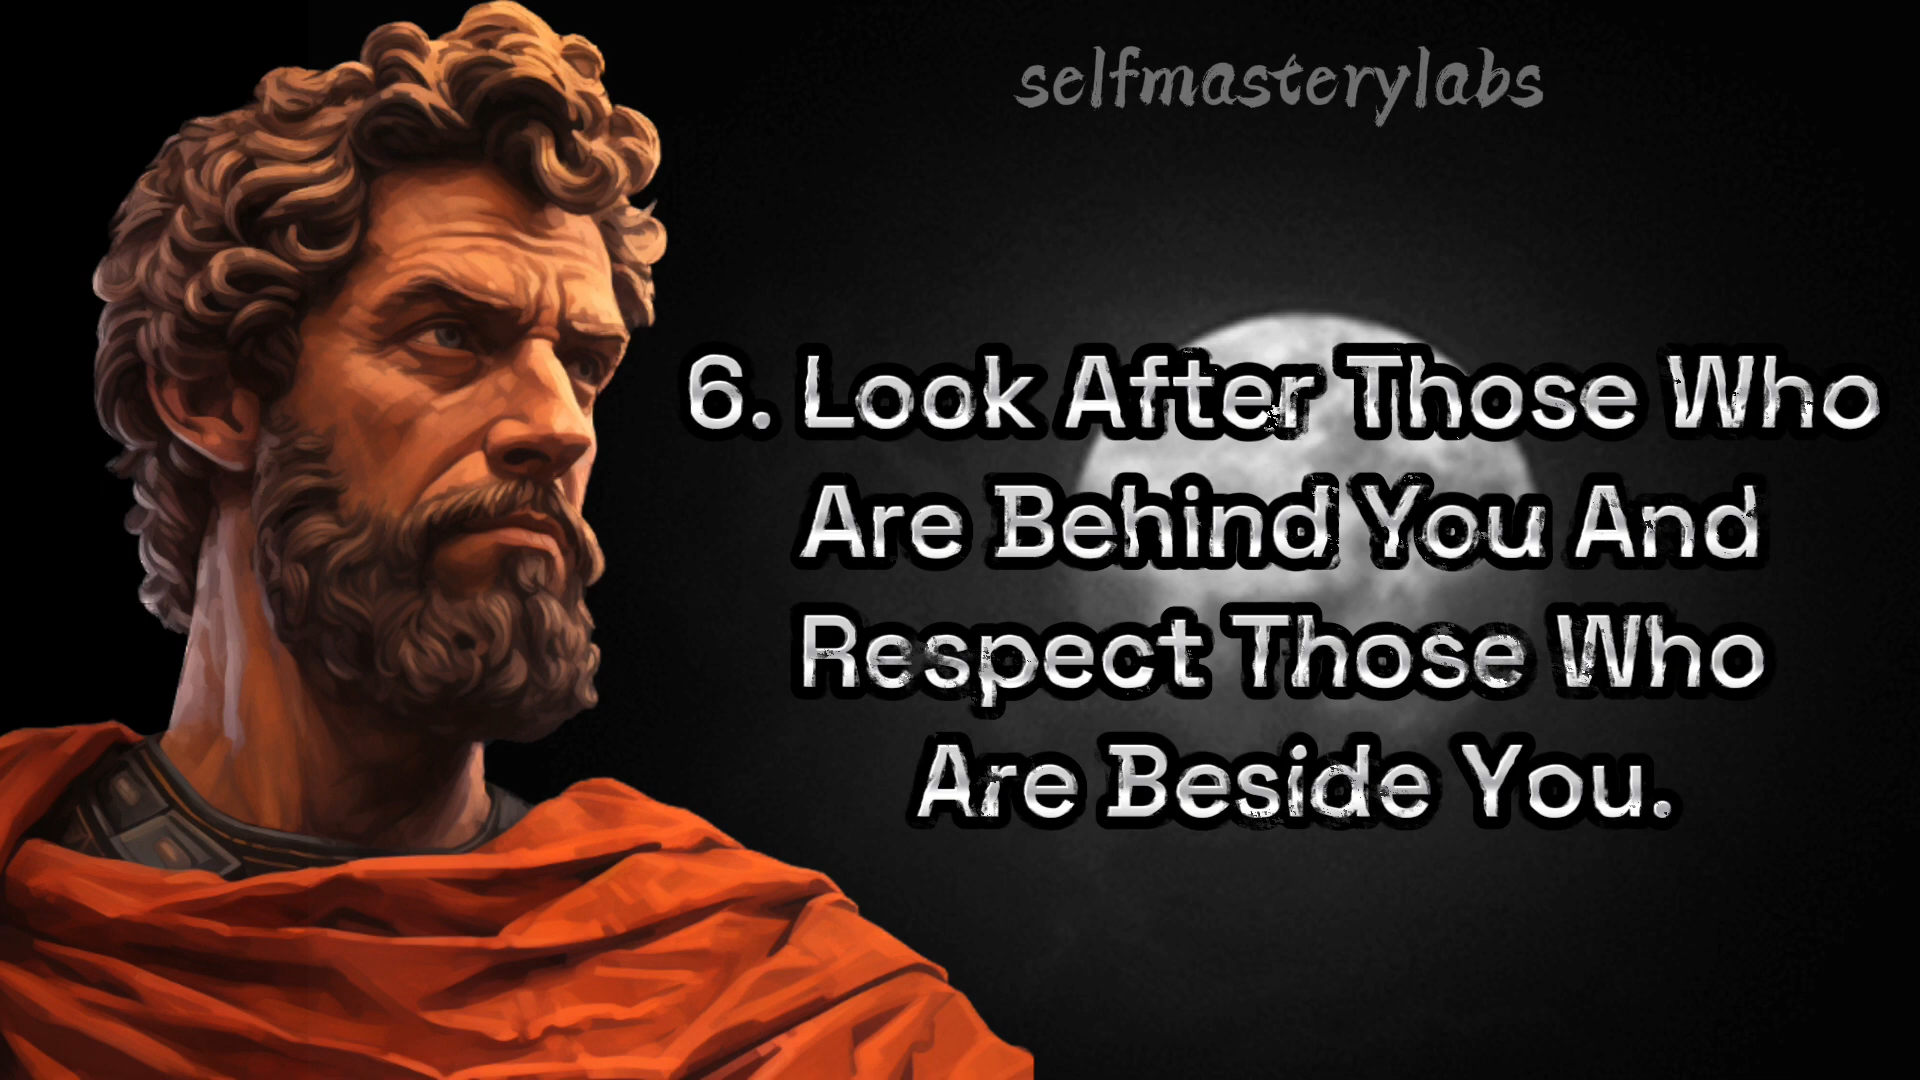 selfmasterylabs
6. Look After Those Who
Are Behind You And
Respect Those Who
Are Beside You.